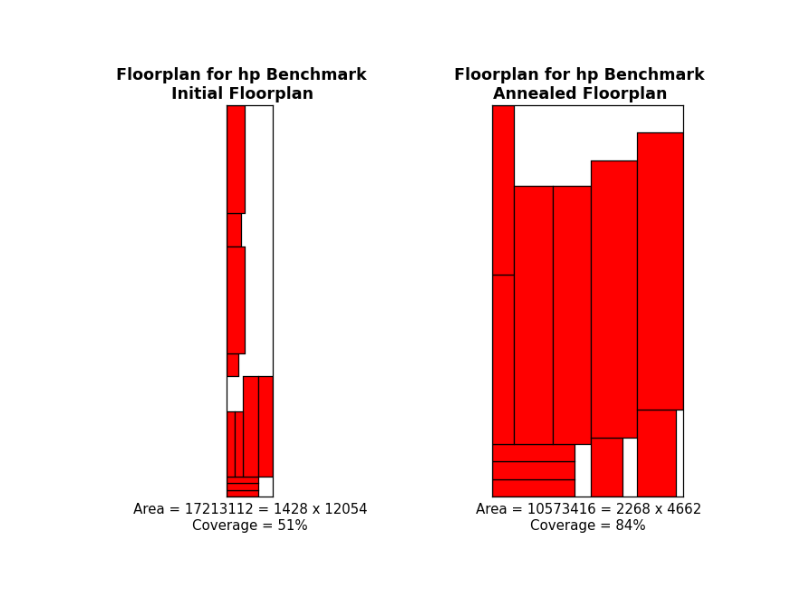 Floorplan for hp Benchmark
Initial Floorplan
Area = 17213112 = 1428 x 12054
Coverage = 51%
Floorplan for hp Benchmark
Annealed Floorplan
Area = 10573416 = 2268 x 4662
Coverage = 84%